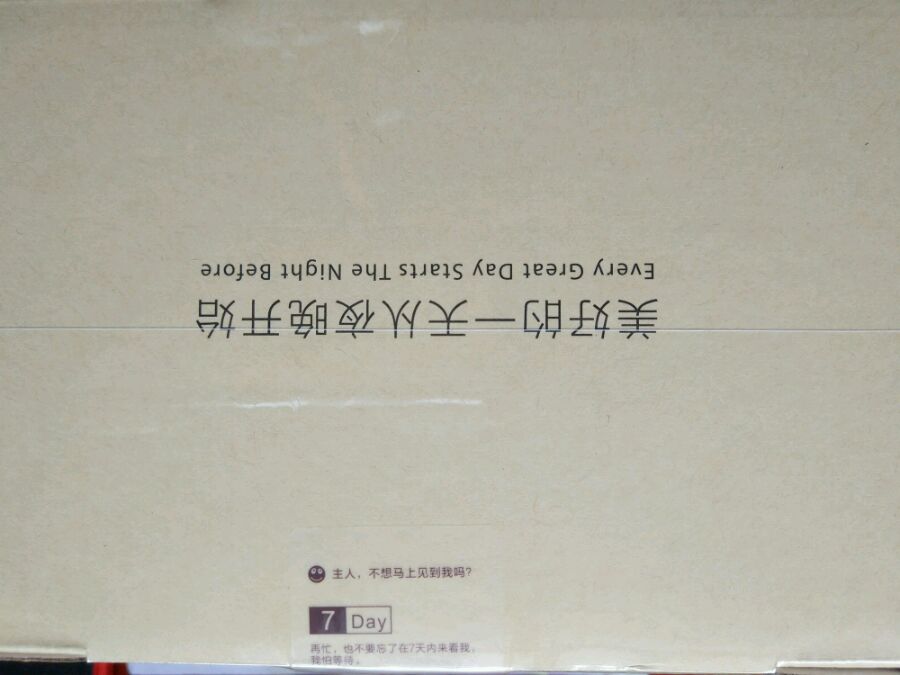 美好的一天从夜晚开始
Every Great Day Starts The Night Before
主人，不想马上见到我吗？
7 Day
再忙，也不要忘了在7天内来看我，
我怕等待。